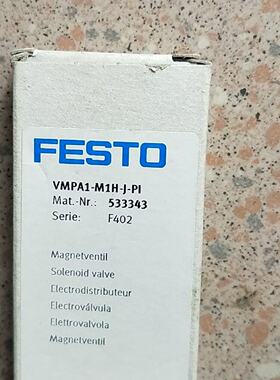 FESTO
VMPA1-M1H-J-PI
Mat.-Nr.: 533343
Serie: F402
Magnetventil
Solenoid valve
Electrodistributeur
Electroválvula
Elettrovalvola
Magnetventil